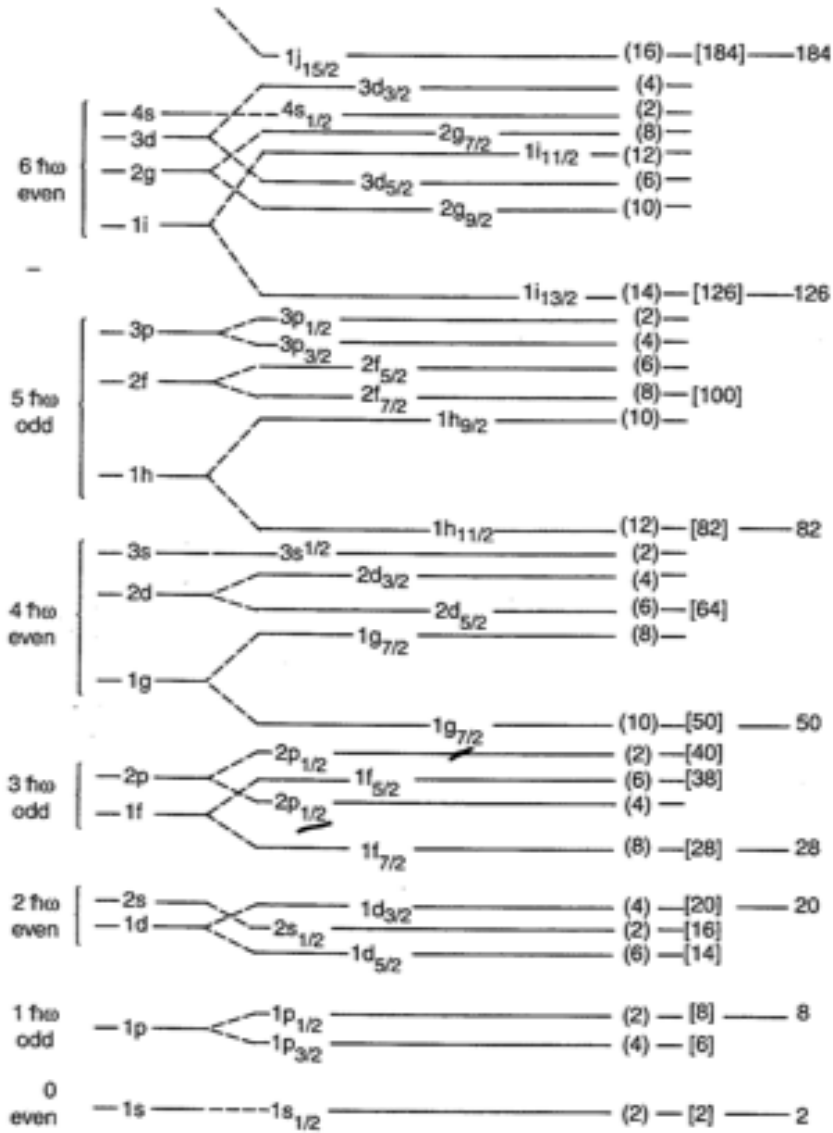 1j15/2 (16) [184] 184
3d3/2 (4)
4s 4s1/2 (2)
3d 2g7/2 (8)
6 ħω even 2g 1i11/2 (12)
3d5/2 (6)
2g9/2 (10)
1i
1i13/2 (14) [126] 126
3p 3p1/2 (2)
3p3/2 (4)
2f 2f5/2 (6)
5 ħω odd 2f7/2 (8) [100]
1h9/2 (10)
1h
1h11/2 (12) [82] 82
3s 3s1/2 (2)
2d 2d3/2 (4)
4 ħω even 2d5/2 (6) [64]
1g7/2 (8)
1g
1g7/2 (10) [50] 50
2p 2p1/2 (2) [40]
3 ħω odd 1f5/2 (6) [38]
1f 2p1/2 (4)
1f7/2 (8) [28] 28
2 ħω even 2s 1d3/2 (4) [20] 20
1d 2s1/2 (2) [16]
1d5/2 (6) [14]
1 ħω odd 1p 1p1/2 (2) [8] 8
1p3/2 (4) [6]
0 even 1s 1s1/2 (2) [2] 2